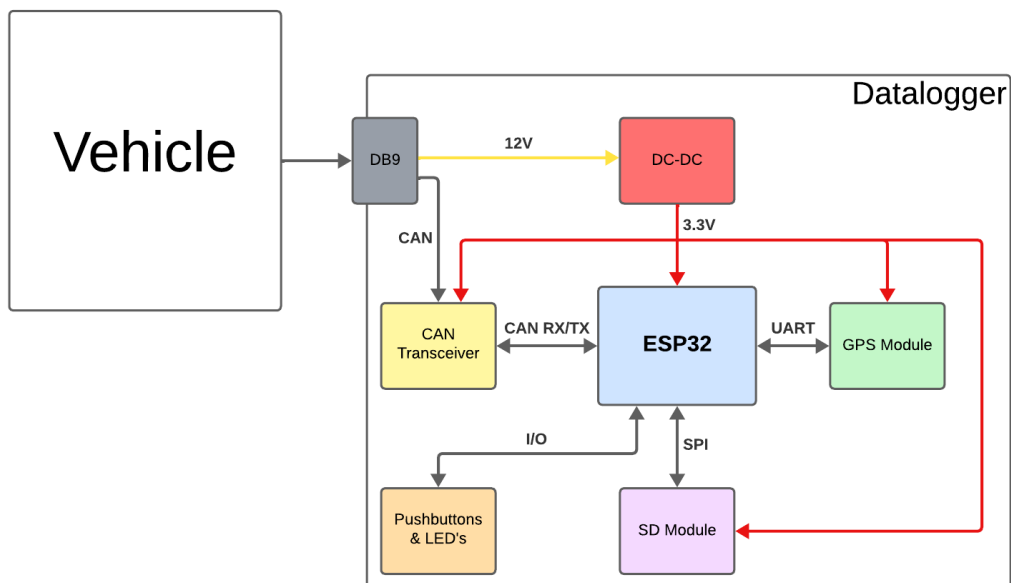 Datalogger
Vehicle
DB9
12V
DC-DC
CAN
3.3V
CAN
Transceiver
CAN RX/TX
ESP32
UART
GPS Module
I/O
SPI
Pushbuttons
& LED's
SD Module